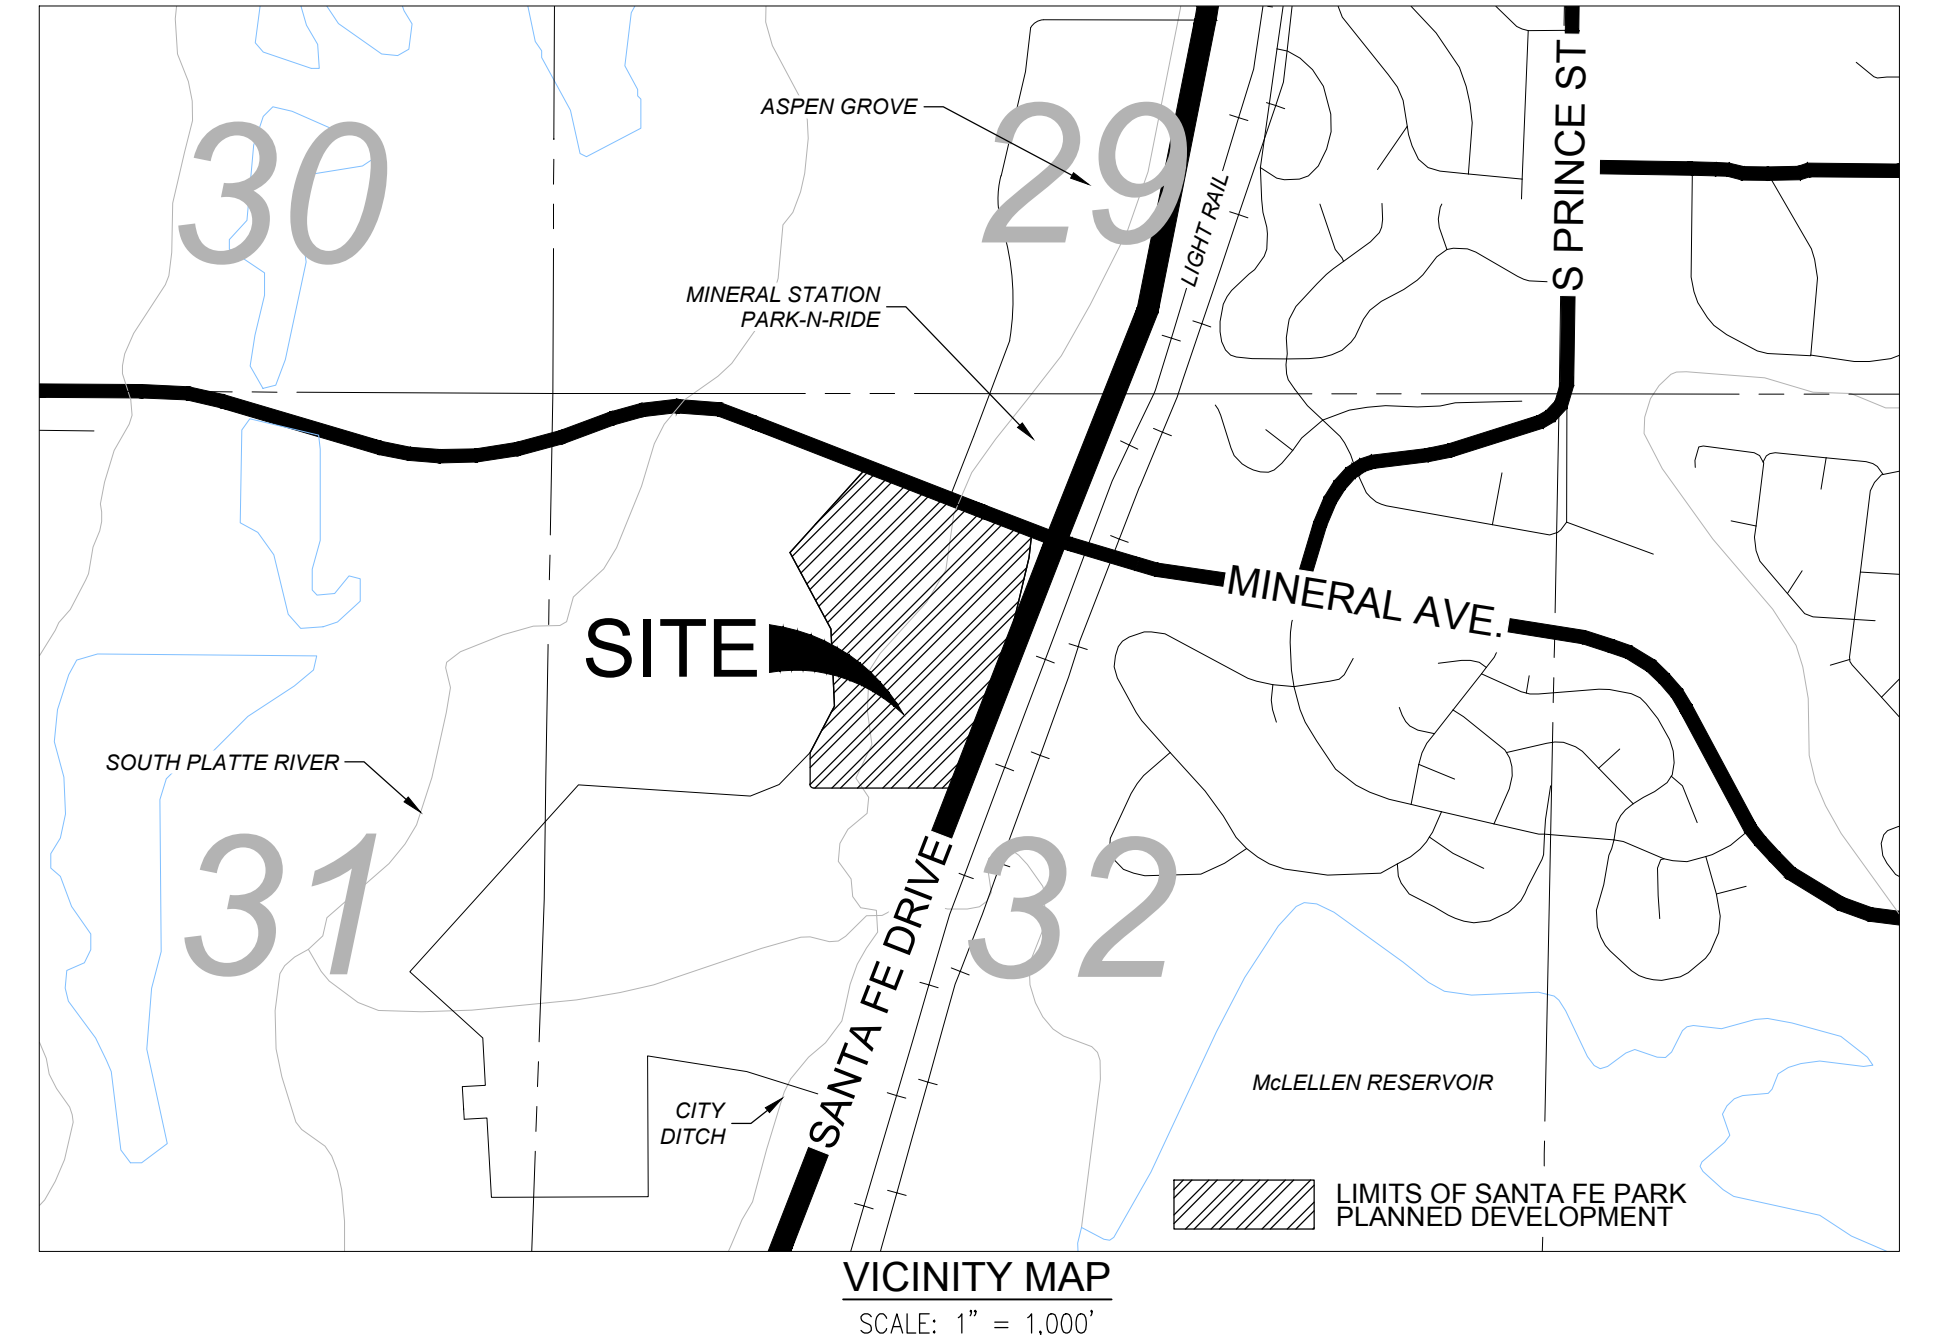 30
29
ASPEN GROVE
S PRINCE ST
LIGHT RAIL
MINERAL STATION
PARK-N-RIDE
MINERAL AVE.
SITE
SOUTH PLATTE RIVER
31
32
SANTA FE DRIVE
CITY
DITCH
McLELLEN RESERVOIR
LIMITS OF SANTA FE PARK
PLANNED DEVELOPMENT
VICINITY MAP
SCALE: 1" = 1,000'